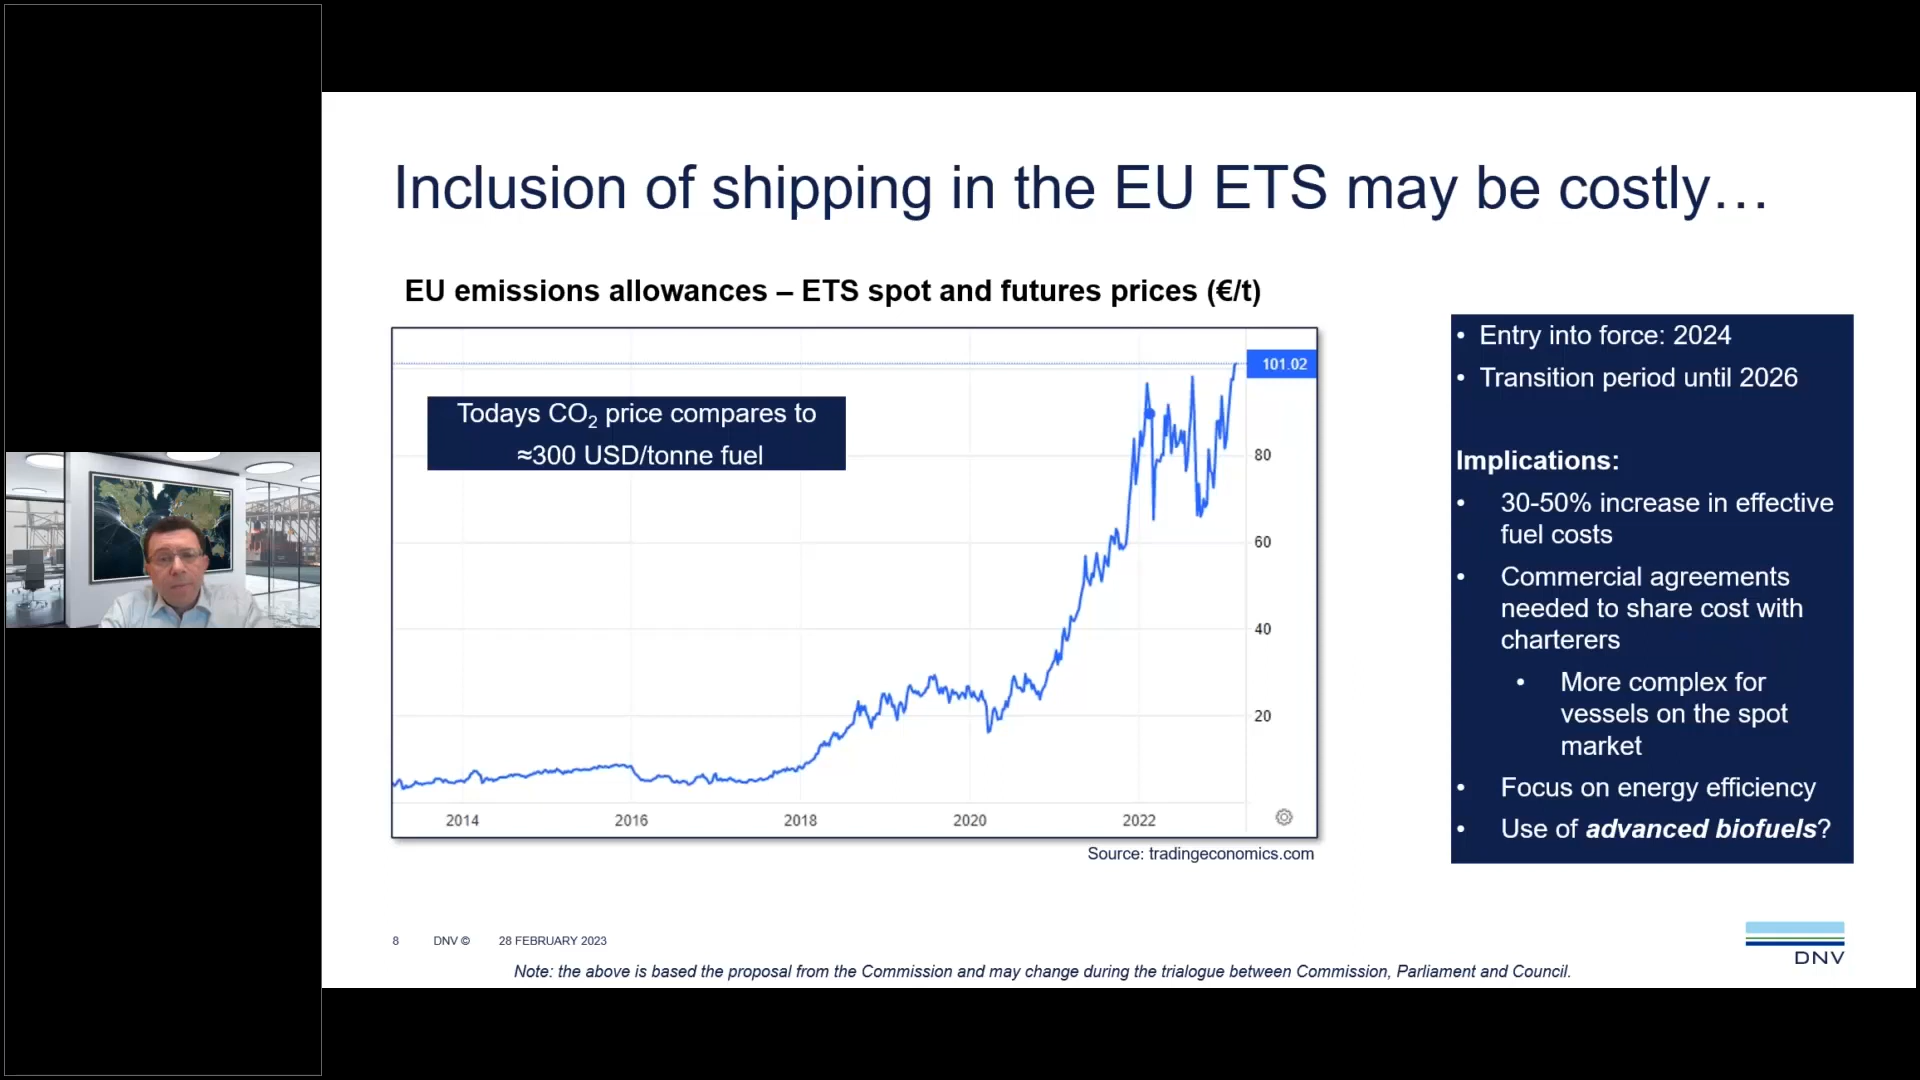 Inclusion of shipping in the EU ETS may be costly…
EU emissions allowances – ETS spot and futures prices (€/t)
101.02
Todays CO₂ price compares to
≈300 USD/tonne fuel
80
60
40
20
2014 2016 2018 2020 2022
Source: tradingeconomics.com
• Entry into force: 2024
• Transition period until 2026
Implications:
• 30-50% increase in effective
fuel costs
• Commercial agreements
needed to share cost with
charterers
• More complex for
vessels on the spot
market
• Focus on energy efficiency
• Use of advanced biofuels?
8 DNV © 28 FEBRUARY 2023
DNV
Note: the above is based the proposal from the Commission and may change during the trialogue between Commission, Parliament and Council.